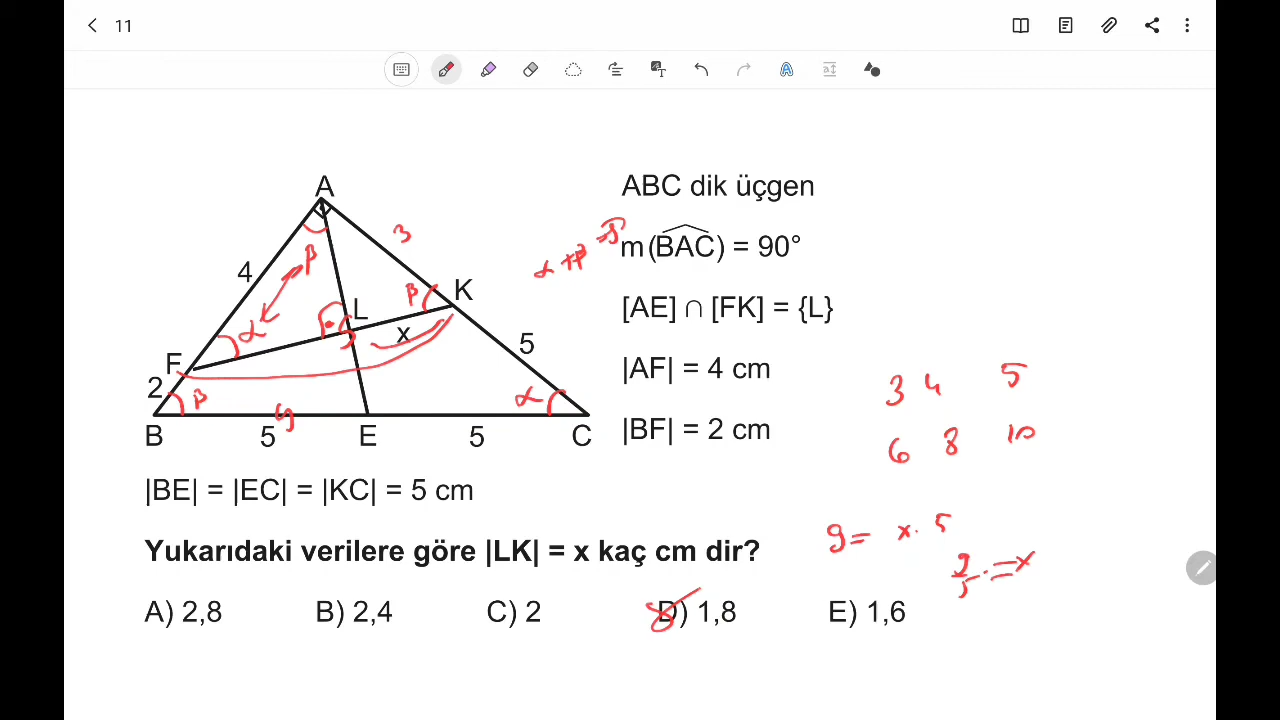 11
ABC dik üçgen
m(BAC) = 90°
[AE] ∩ [FK] = {L}
|AF| = 4 cm
|BF| = 2 cm
A
4
3
β
α
β
L
K
x
F
5
2
β
α
B
5
E
5
C
3 4 5
6 8 10
|BE| = |EC| = |KC| = 5 cm
9 = x . 5
Yukarıdaki verilere göre |LK| = x kaç cm dir?
9/5 = x
A) 2,8 B) 2,4 C) 2 D) 1,8 E) 1,6